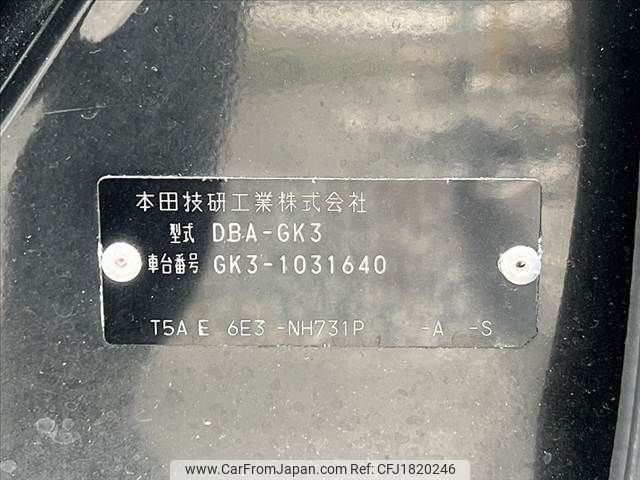 本田技研工業株式会社
型式 DBA-GK3
車台番号 GK3-1031640
T5A E 6E3 -NH731P -A -S
www.CarFromJapan.com Ref: CFJ1820246